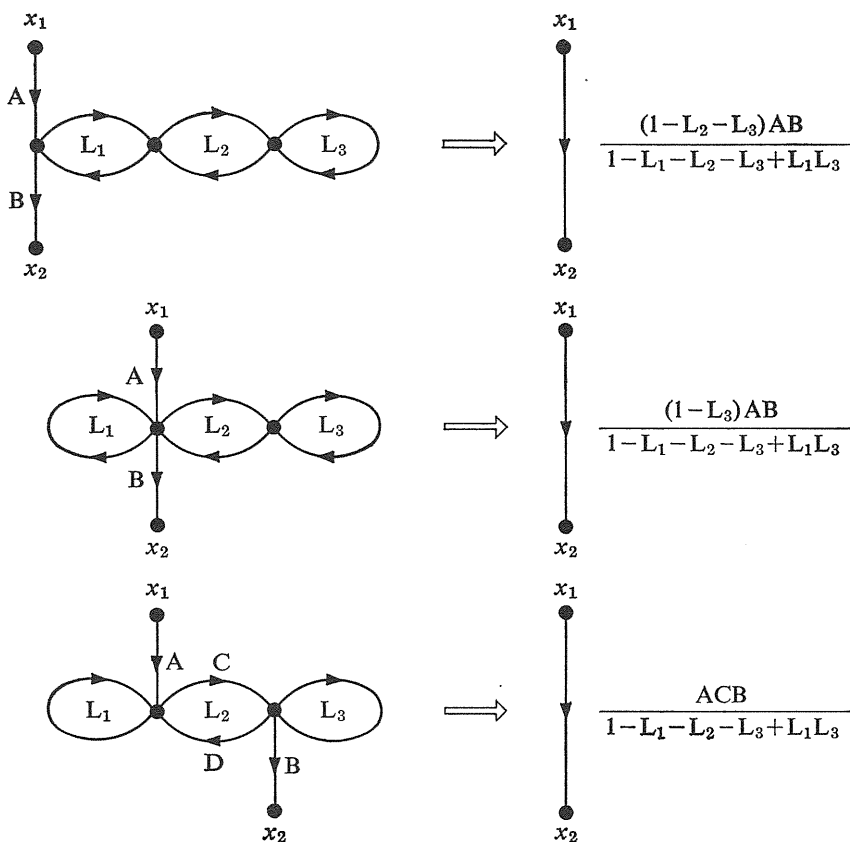 x₁ x₁
A
L₁ L₂ L₃
(1−L₂−L₃)AB
1−L₁−L₂−L₃+L₁L₃
B
x₂ x₂
x₁ x₁
A
L₁ L₂ L₃
(1−L₃)AB
1−L₁−L₂−L₃+L₁L₃
B
x₂ x₂
x₁ x₁
A C
L₁ L₂ L₃
ACB
1−L₁−L₂−L₃+L₁L₃
D B
x₂ x₂